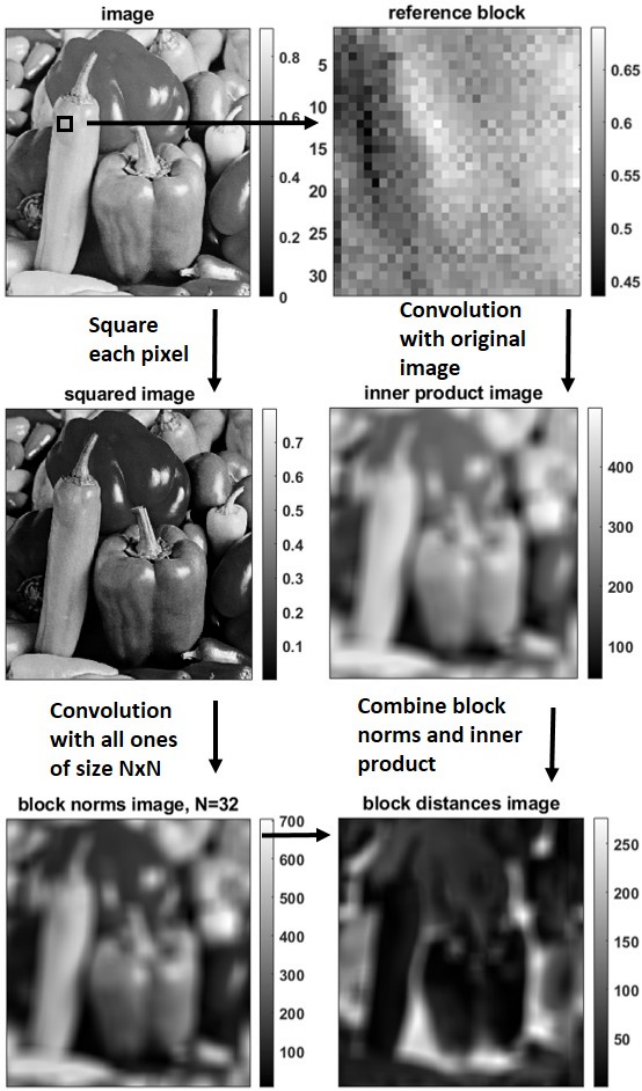 image
0.8
0.6
0.4
0.2
0
reference block
5
10
15
20
25
30
0.65
0.6
0.55
0.5
0.45
Square
each pixel
Convolution
with original
image
squared image
0.7
0.6
0.5
0.4
0.3
0.2
0.1
inner product image
400
300
200
100
Convolution
with all ones
of size NxN
Combine block
norms and inner
product
block norms image, N=32
700
600
500
400
300
200
100
block distances image
250
200
150
100
50